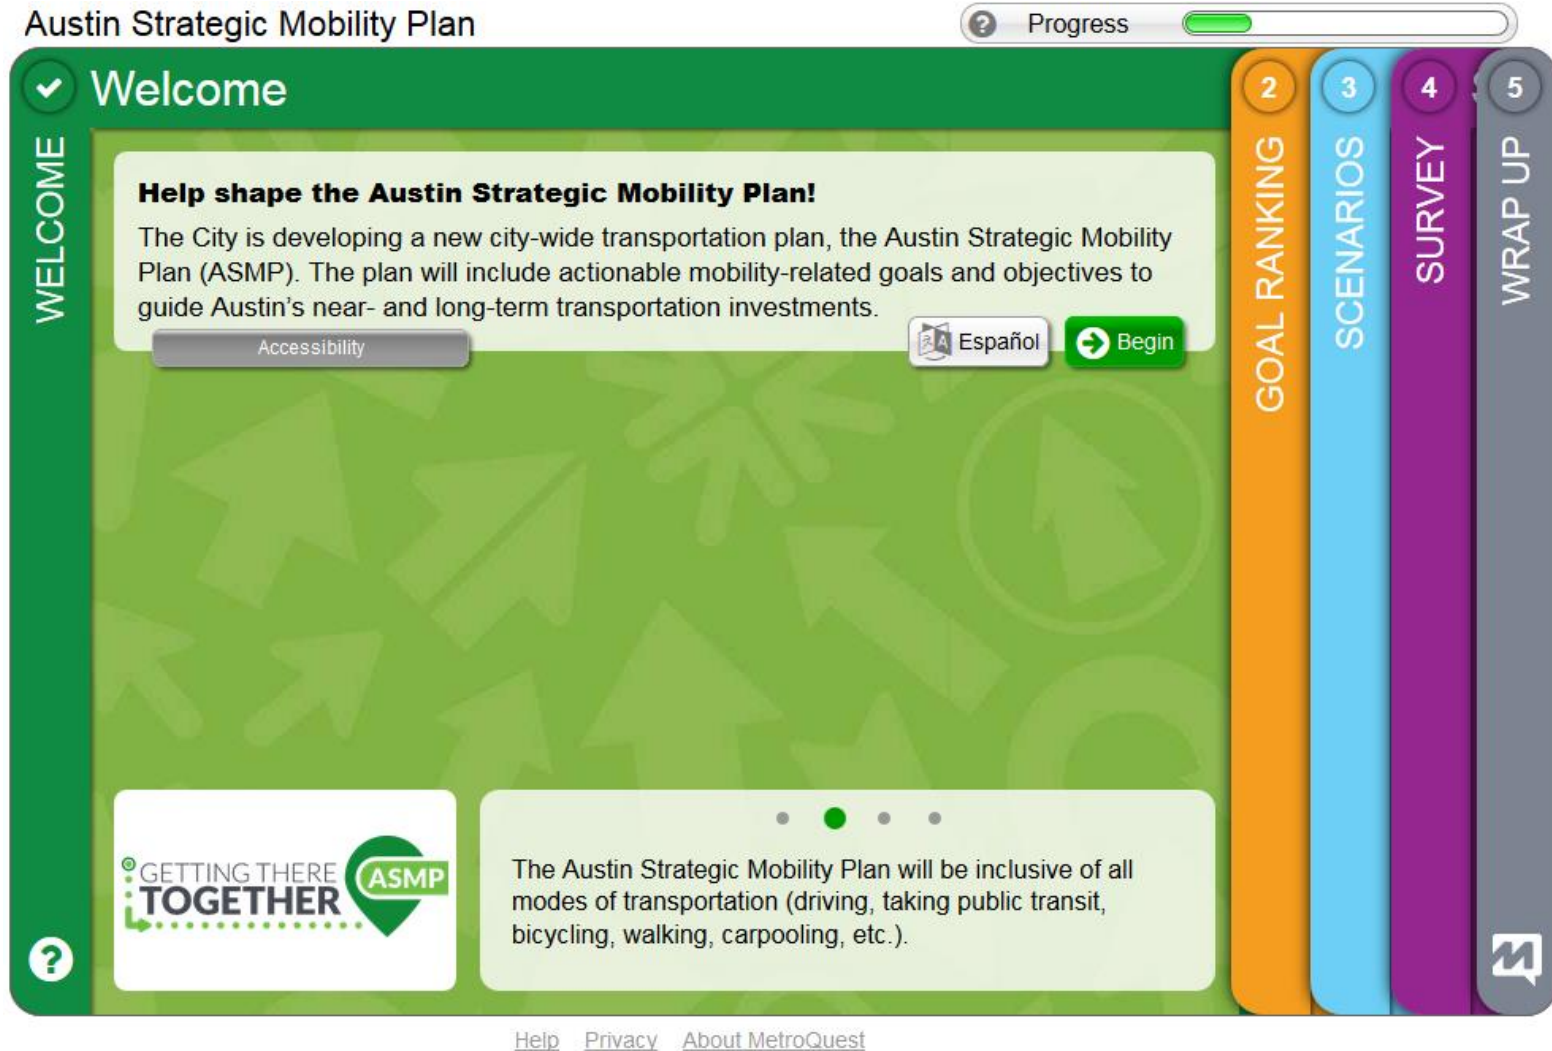 Austin Strategic Mobility Plan
Progress
Welcome
WELCOME
Help shape the Austin Strategic Mobility Plan!
The City is developing a new city-wide transportation plan, the Austin Strategic Mobility
Plan (ASMP). The plan will include actionable mobility-related goals and objectives to
guide Austin's near- and long-term transportation investments.
Accessibility
Español
Begin
2
GOAL RANKING
3
SCENARIOS
4
SURVEY
5
WRAP UP
GETTING THERE
TOGETHER
ASMP
The Austin Strategic Mobility Plan will be inclusive of all
modes of transportation (driving, taking public transit,
bicycling, walking, carpooling, etc.).
Help Privacy About MetroQuest